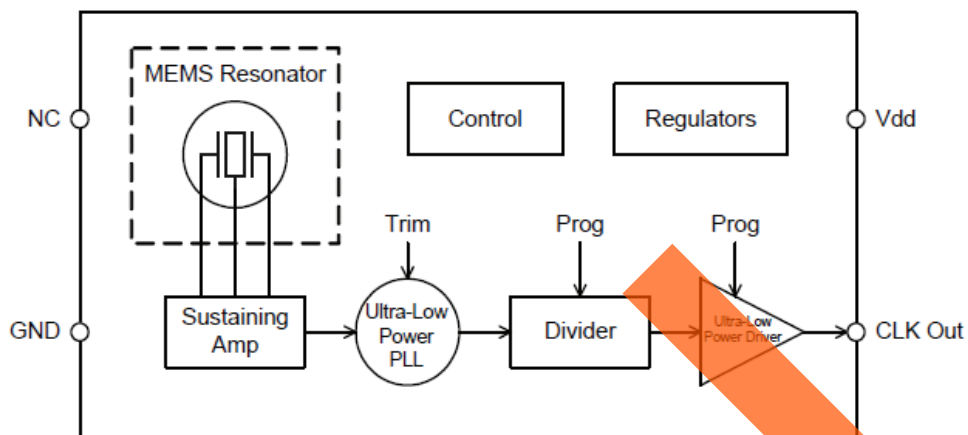 MEMS Resonator
NC
Control
Regulators
Vdd
Trim
Prog
Prog
GND
Sustaining
Amp
Ultra-Low
Power
PLL
Divider
Ultra-Low
Power Driver
CLK Out